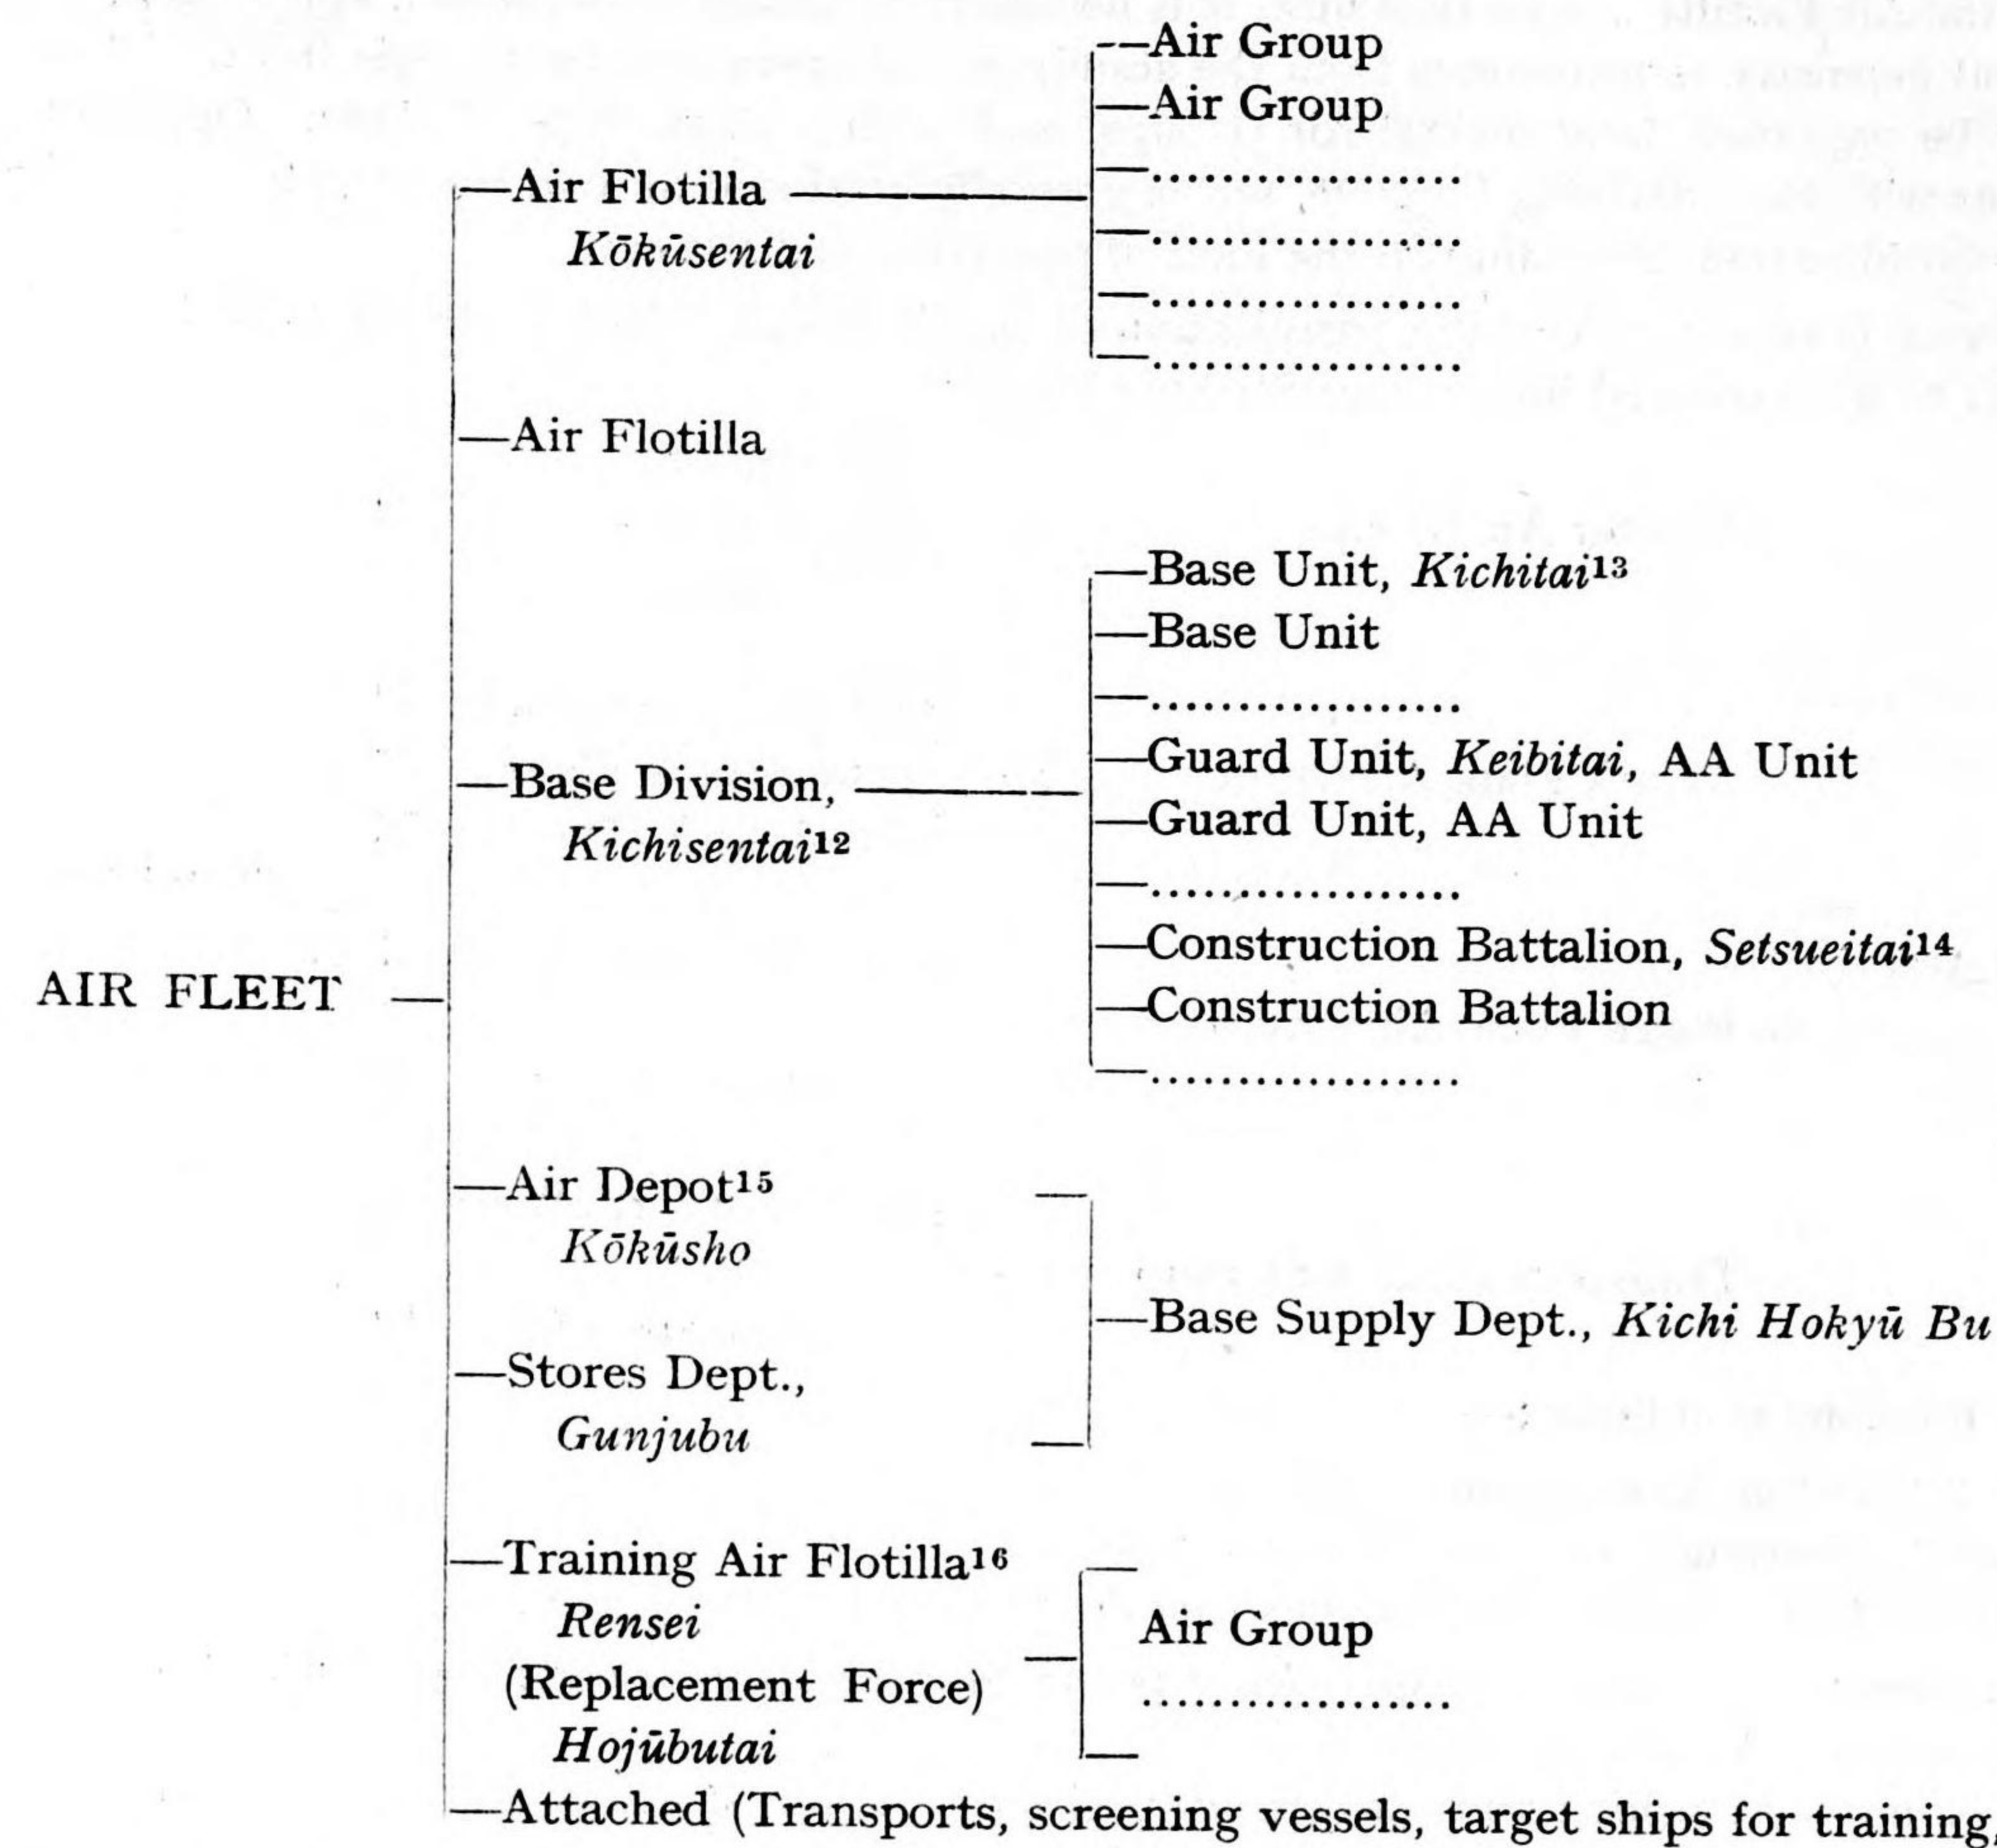 AIR FLEET
Air Flotilla
Kōkūsentai
Air Group
Air Group
..................
..................
..................
..................
Air Flotilla
Base Division,
Kichisentai¹²
Base Unit, Kichitai¹³
Base Unit
..................
Guard Unit, Keibitai, AA Unit
Guard Unit, AA Unit
..................
Construction Battalion, Setsueitai¹⁴
Construction Battalion
..................
Air Depot¹⁵
Kōkūsho
Stores Dept.,
Gunjubu
Base Supply Dept., Kichi Hokyū Bu
Training Air Flotilla¹⁶
Rensei
(Replacement Force)
Hojūbutai
Air Group
..................
Attached (Transports, screening vessels, target ships for training,